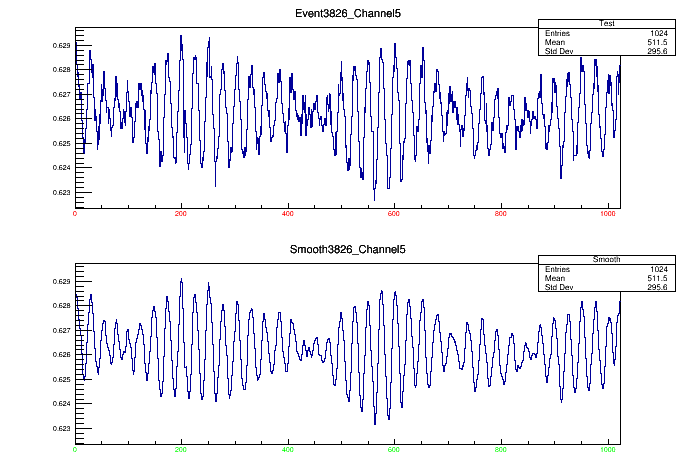 Event3826_Channel5
Test
Entries 1024
Mean 511.5
Std Dev 295.6
0.629
0.628
0.627
0.626
0.625
0.624
0.623
0 200 400 600 800 1000
Smooth3826_Channel5
Smooth
Entries 1024
Mean 511.5
Std Dev 295.6
0.629
0.628
0.627
0.626
0.625
0.624
0.623
0 200 400 600 800 1000